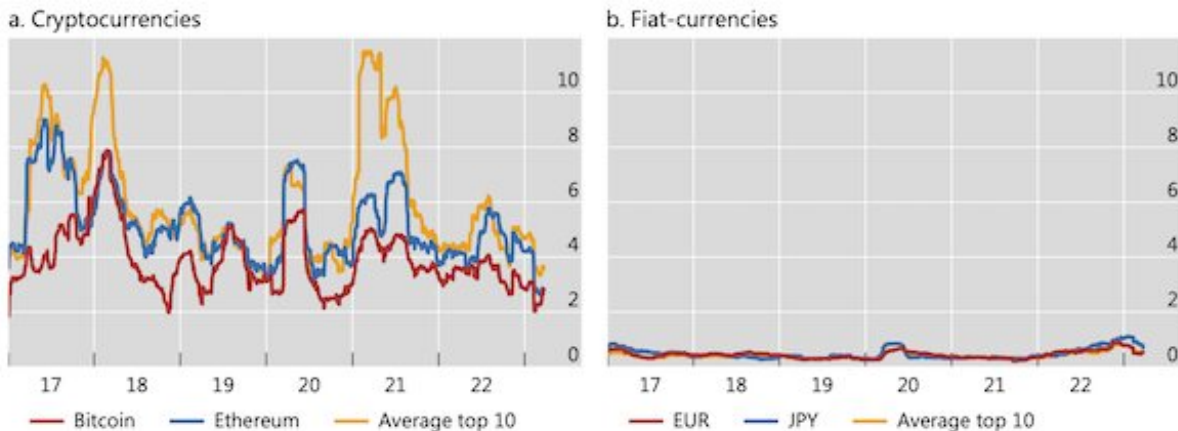 a. Cryptocurrencies
10
8
6
4
2
0
17 18 19 20 21 22
Bitcoin Ethereum Average top 10
b. Fiat-currencies
10
8
6
4
2
0
17 18 19 20 21 22
EUR JPY Average top 10